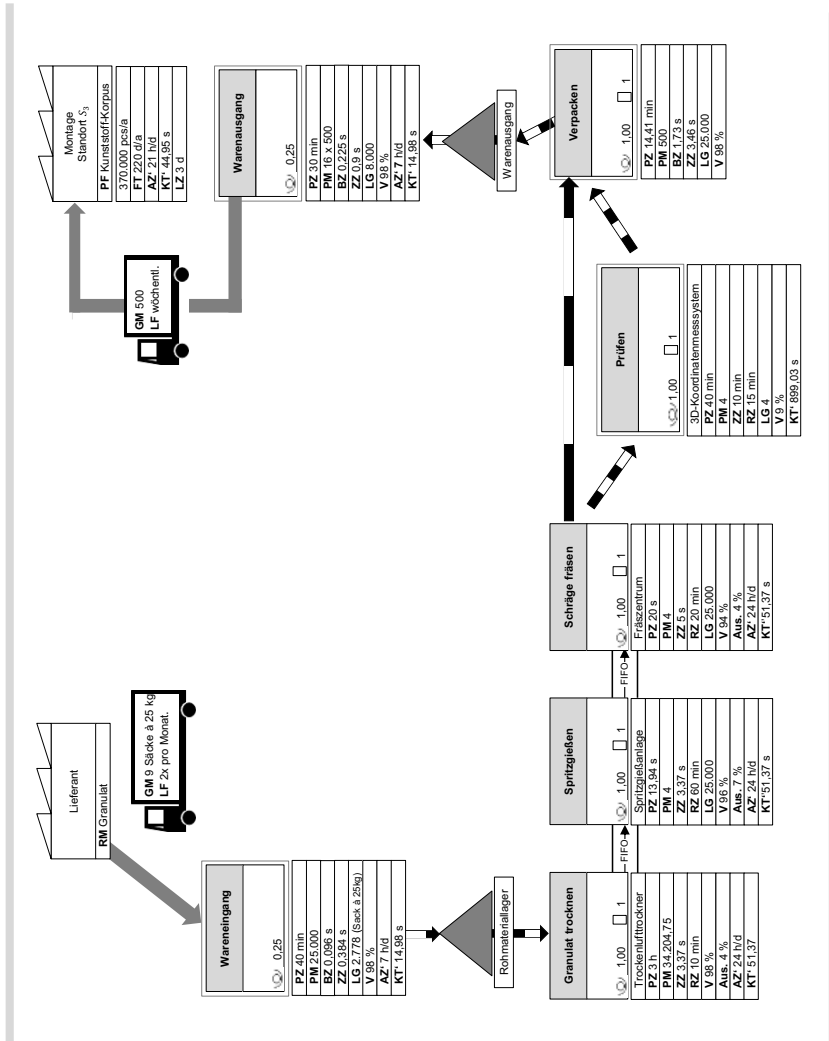 Lieferant
RM Granulat
GM 9 Säcke à 25 kg
LF 2x pro Monat.
GM 500
LF wöchentl.
Montage
Standort S3
PF Kunststoff-Korpus
370.000 pcs/a
FT 220 d/a
AZ' 21 h/d
KT' 44,95 s
LZ 3 d
Wareneingang
0,25
PZ 40 min
PM 25.000
BZ 0,096 s
ZZ 0,384 s
LG 2.778 (Sack à 25kg)
V 98 %
AZ' 7 h/d
KT' 14,98 s
Warenausgang
0,25
PZ 30 min
PM 16 x 500
BZ 0,225 s
ZZ 0,9 s
LG 8.000
V 98 %
AZ' 7 h/d
KT' 14,98 s
Rohmateriallager
Warenausgang
Granulat trocknen
1,00 1
Trockenlufttrockner
PZ 3 h
PM 34.204,75
ZZ 3,37 s
RZ 10 min
V 98 %
Aus. 4 %
AZ' 24 h/d
KT' 51,37
FIFO
Spritzgießen
1,00 1
Spritzgießanlage
PZ 13,94 s
PM 4
ZZ 3,37 s
RZ 60 min
LG 25.000
V 96 %
Aus. 7 %
AZ' 24 h/d
KT' 51,37 s
FIFO
Schräge fräsen
1,00 1
Fräszentrum
PZ 20 s
PM 4
ZZ 5 s
RZ 20 min
LG 25.000
V 94 %
Aus. 4 %
AZ' 24 h/d
KT' 51,37 s
Prüfen
1,00 1
3D-Koordinatenmesssystem
PZ 40 min
PM 4
ZZ 10 min
RZ 15 min
LG 4
V 9 %
KT' 899,03 s
Verpacken
1,00 1
PZ 14,41 min
PM 500
BZ 1,73 s
ZZ 3,46 s
LG 25.000
V 98 %